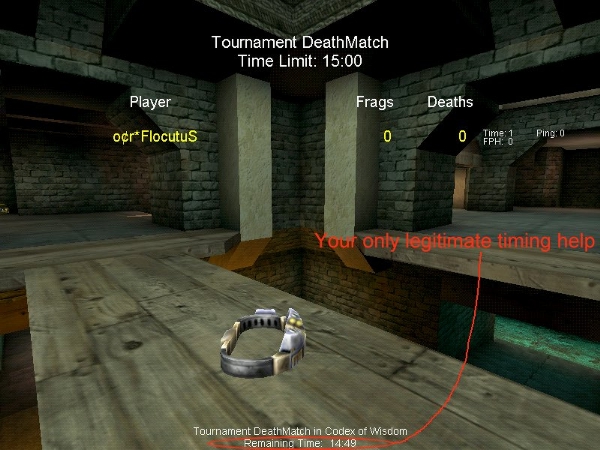 Tournament DeathMatch
Time Limit: 15:00
Player Frags Deaths
o¢r*FlocutuS 0 0 Time: 1 Ping: 0
FPH: 0
Your only legitimate timing help
Tournament DeathMatch in Codex of Wisdom
Remaining Time: 14:49